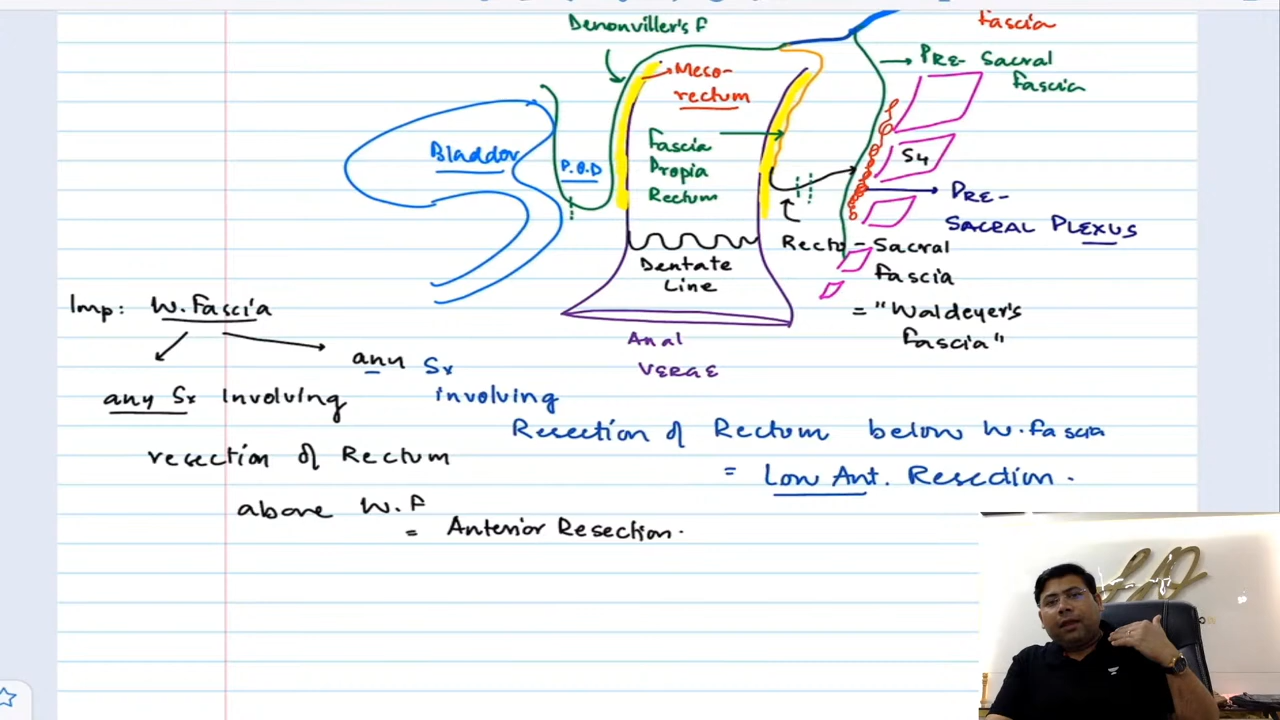 Denonviller's F
fascia
PRE- Sacral
fascia
Meso-
rectum
Bladder
P.O.D
Fascia
Propia
Rectum
S4
PRE-
SACRAL PLEXUS
Recto-Sacral
fascia
= "Waldeyer's
fascia"
Dentate
Line
Anal
VERGE
Imp: W. Fascia
any Sx involving
resection of Rectum
above W.F
= Anterior Resection.
any Sx
involving
Resection of Rectum below W.fascia
= Low Ant. Resection.